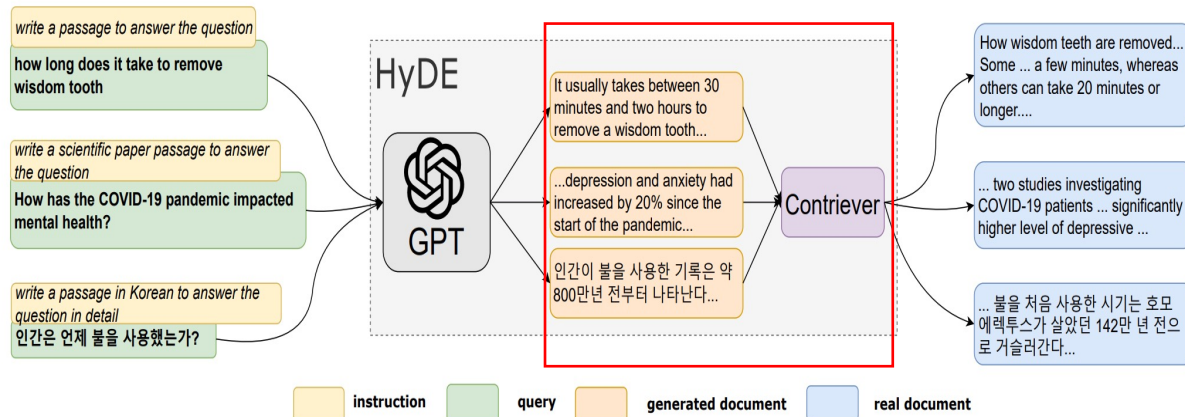 write a passage to answer the question
how long does it take to remove
wisdom tooth
write a scientific paper passage to answer
the question
How has the COVID-19 pandemic impacted
mental health?
write a passage in Korean to answer the
question in detail
인간은 언제 불을 사용했는가?
HyDE
GPT
It usually takes between 30
minutes and two hours to
remove a wisdom tooth...
...depression and anxiety had
increased by 20% since the
start of the pandemic...
인간이 불을 사용한 기록은 약
800만년 전부터 나타난다...
Contriever
How wisdom teeth are removed...
Some ... a few minutes, whereas
others can take 20 minutes or
longer....
... two studies investigating
COVID-19 patients ... significantly
higher level of depressive ...
... 불을 처음 사용한 시기는 호모
에렉투스가 살았던 142만 년 전으
로 거슬러간다...
instruction
query
generated document
real document